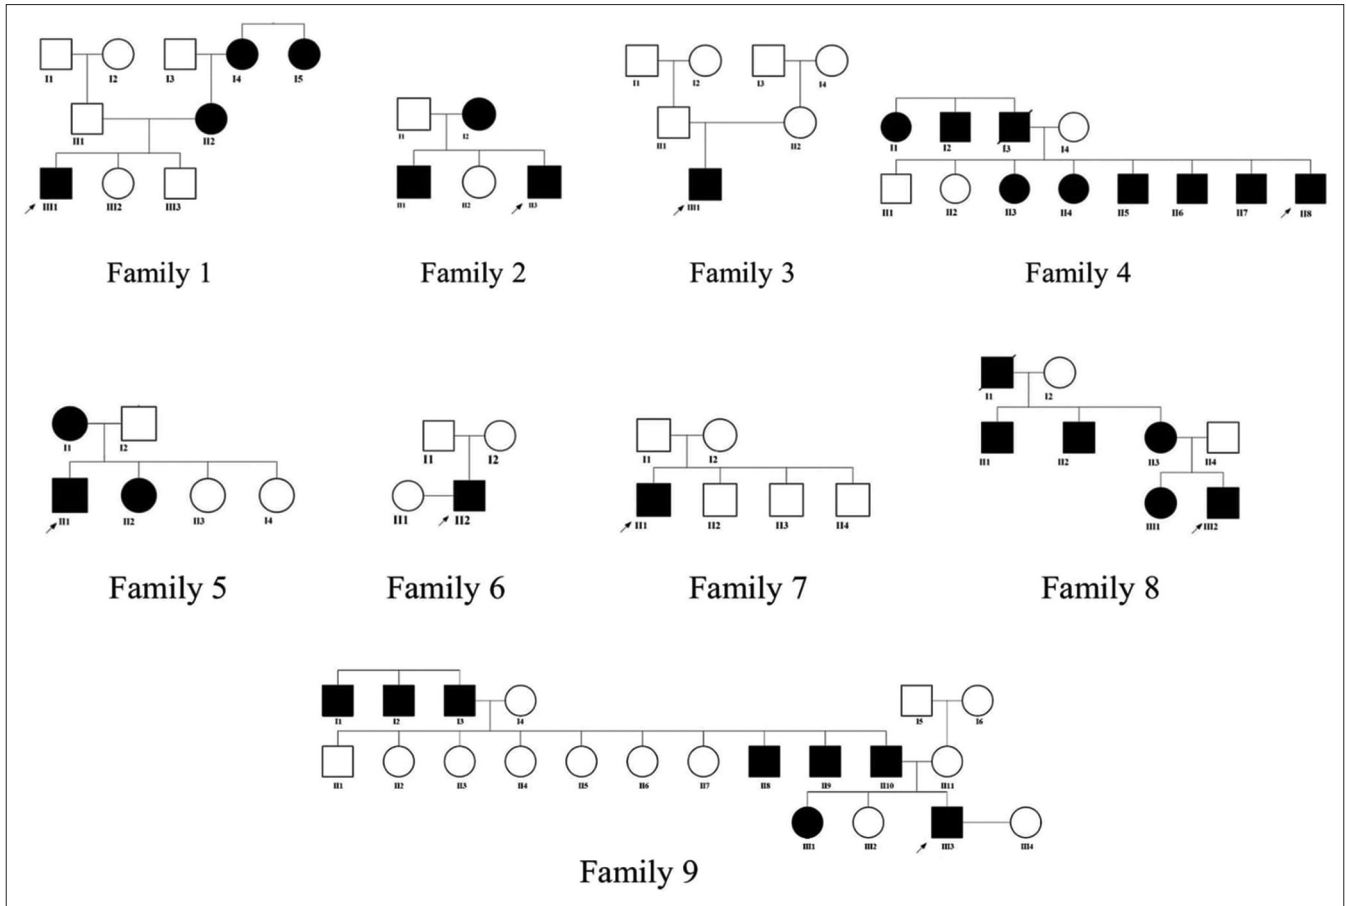 I1 I2 I3 I4 I5
II1 II2
III1 III2 III3
Family 1
I1 I2
II1 II2 II3
Family 2
I1 I2 I3 I4
II1 II2
III1
Family 3
I1 I2 I3 I4
II1 II2 II3 II4 II5 II6 II7 II8
Family 4
I1 I2
II1 II2 II3 I4
Family 5
I1 I2
II1 II2
Family 6
I1 I2
II1 II2 II3 II4
Family 7
I1 I2
II1 II2 II3 II4
III1 III2
Family 8
I1 I2 I3 I4 I5 I6
II1 II2 II3 II4 II5 II6 II7 II8 II9 II10 II11
III1 III2 III3 III4
Family 9